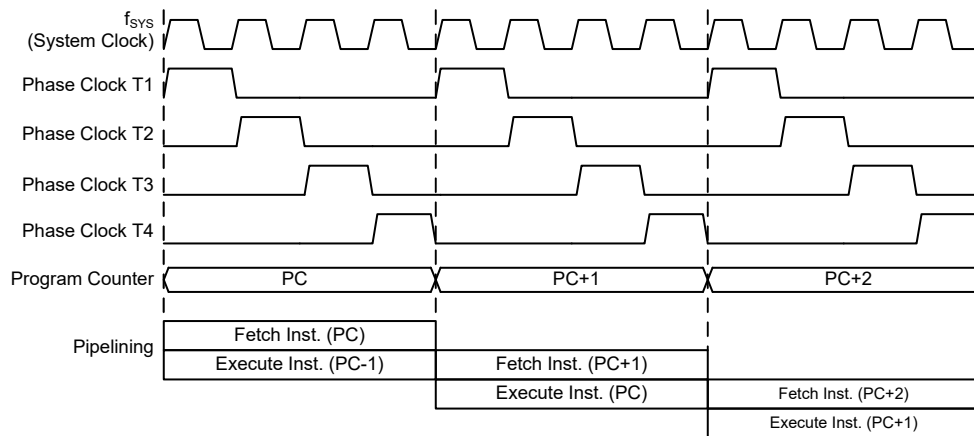 fSYS
(System Clock)
Phase Clock T1
Phase Clock T2
Phase Clock T3
Phase Clock T4
Program Counter PC PC+1 PC+2
Pipelining
Fetch Inst. (PC)
Execute Inst. (PC-1) Fetch Inst. (PC+1)
Execute Inst. (PC) Fetch Inst. (PC+2)
Execute Inst. (PC+1)